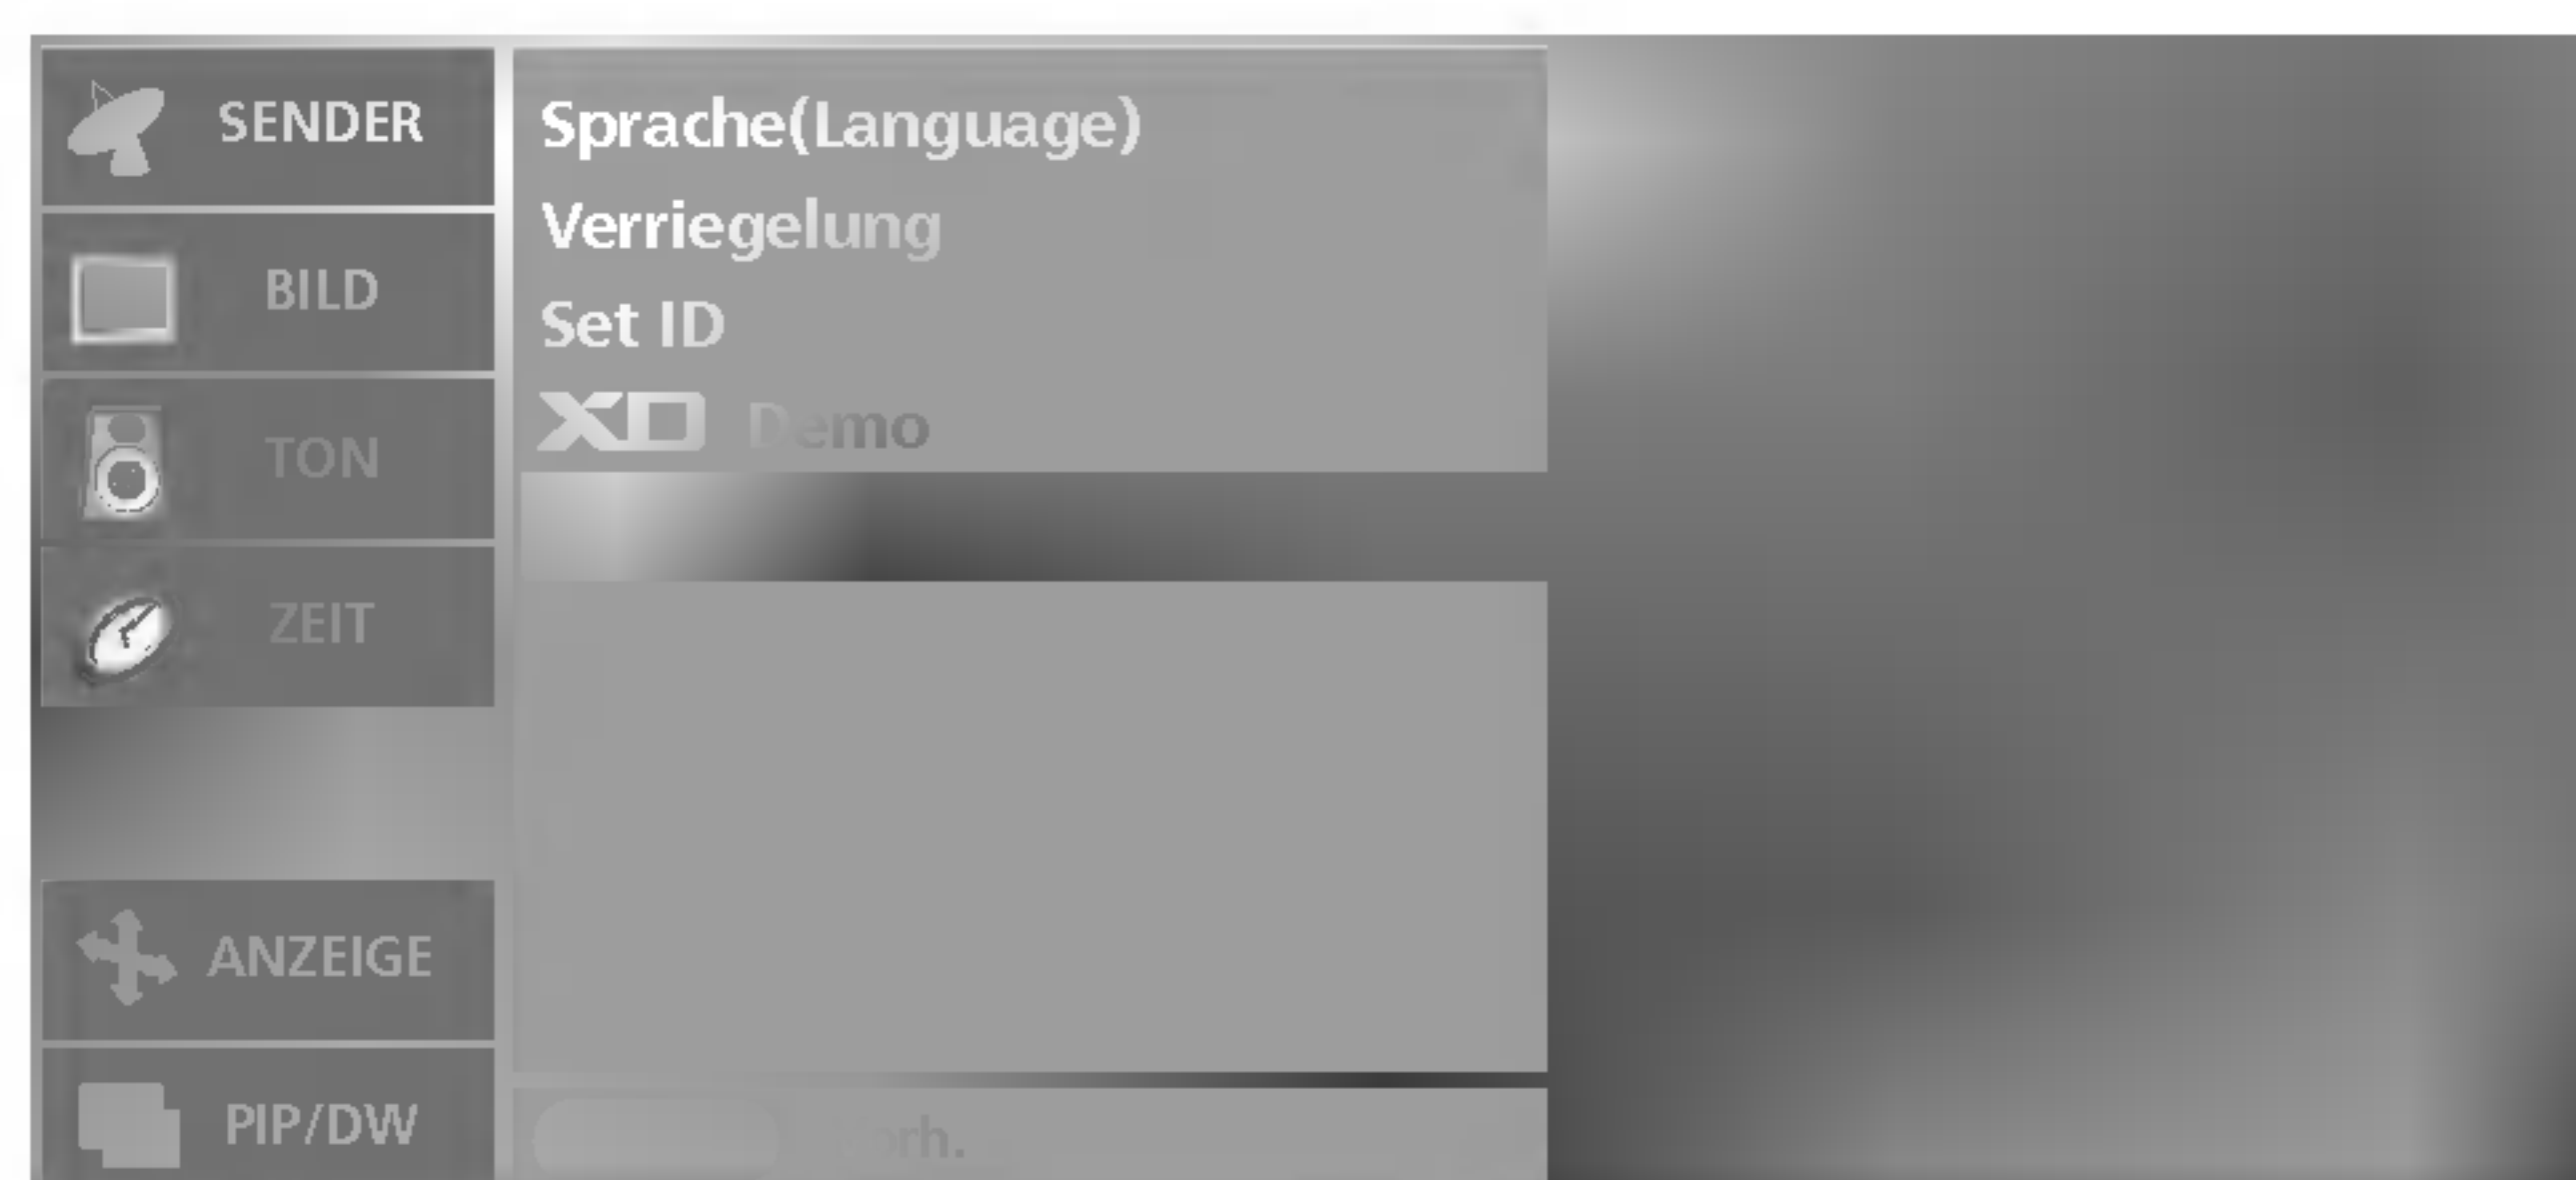 SENDER
BILD
TON
ZEIT
ANZEIGE
PIP/DW
Sprache(Language)
Verriegelung
Set ID
XD Demo